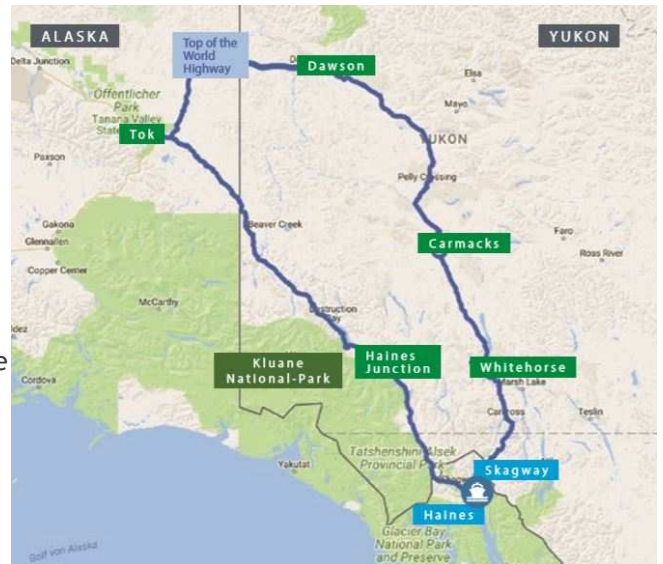 ALASKA
YUKON
Top of the
World
Highway
Delta Junction
Dawson
Elsa
Mayo
Öffentlicher
Park
Tanana Valley
Tok
YUKON
Paxson
Pelly Crossing
Gakona
Glennallen
Beaver Creek
Faro
Carmacks
Ross River
Copper Center
McCarthy
Destruction
Bay
e
Kluane
National-Park
Haines
Junction
Whitehorse
Marsh Lake
Cordova
Carcross
Teslin
Tatshenshini-Alsek
Provincial Park
Skagway
Yakutat
Haines
Glacier Bay
National Park
and Preserve
Golf von Alaska